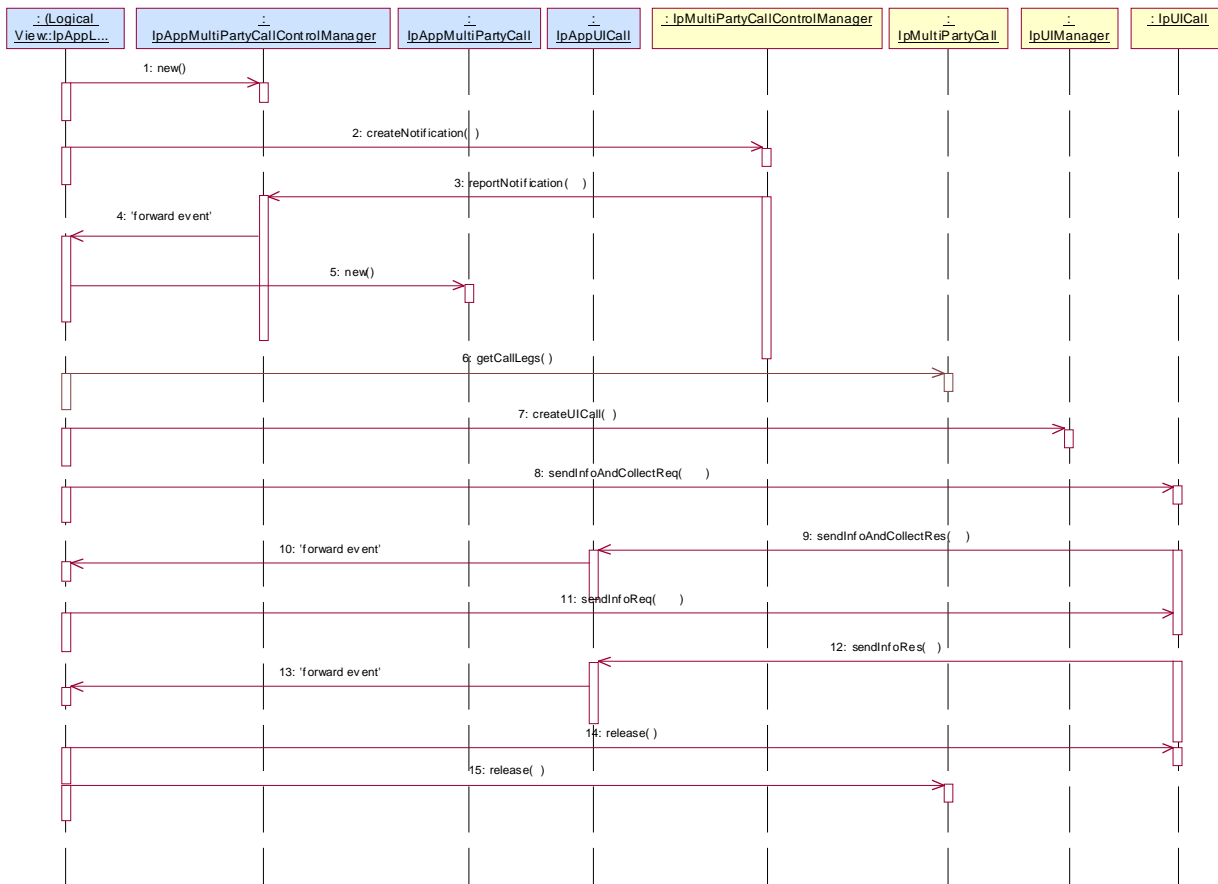 : (Logical
View::IpAppL...
:
IpAppMultiPartyCallControlManager
:
IpAppMultiPartyCall
:
IpAppUICall
: IpMultiPartyCallControlManager
:
IpMultiPartyCall
:
IpUIManager
: IpUICall
1: new()
2: createNotification( )
3: reportNotification( )
4: 'forward event'
5: new()
6: getCallLegs( )
7: createUICall( )
8: sendInfoAndCollectReq( )
9: sendInfoAndCollectRes( )
10: 'forward event'
11: sendInfoReq( )
12: sendInfoRes( )
13: 'forward event'
14: release( )
15: release( )